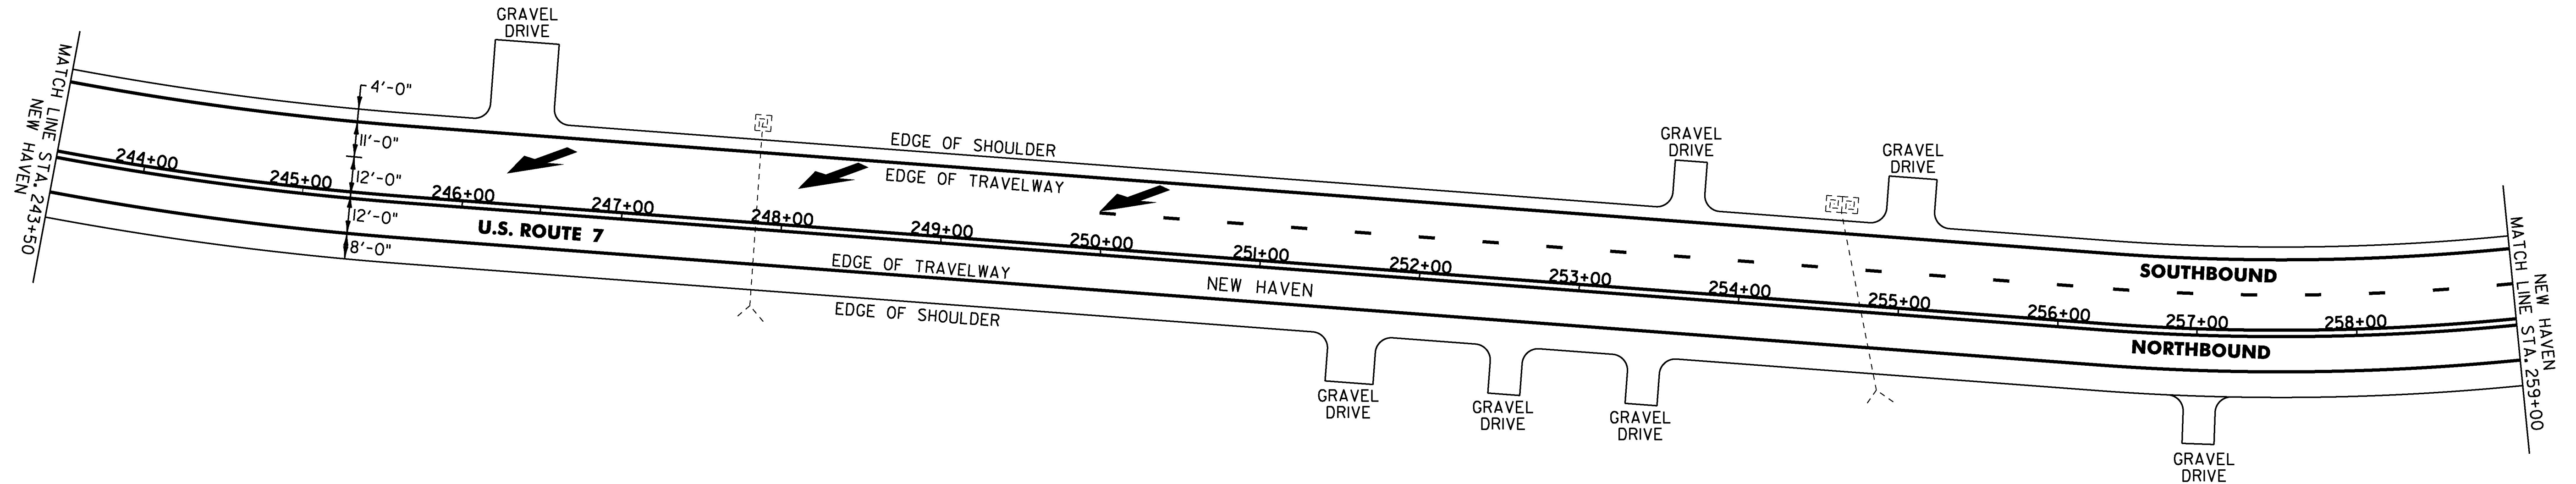 GRAVEL
DRIVE
MATCH LINE STA. 243+50
NEW HAVEN
4'-0"
11'-0"
12'-0"
12'-0"
8'-0"
244+00
245+00
246+00
247+00
248+00
249+00
250+00
251+00
252+00
253+00
254+00
255+00
256+00
257+00
258+00
EDGE OF SHOULDER
EDGE OF TRAVELWAY
U.S. ROUTE 7
EDGE OF TRAVELWAY
EDGE OF SHOULDER
NEW HAVEN
GRAVEL
DRIVE
GRAVEL
DRIVE
SOUTHBOUND
NORTHBOUND
GRAVEL
DRIVE
GRAVEL
DRIVE
GRAVEL
DRIVE
GRAVEL
DRIVE
NEW HAVEN
MATCH LINE STA. 259+00